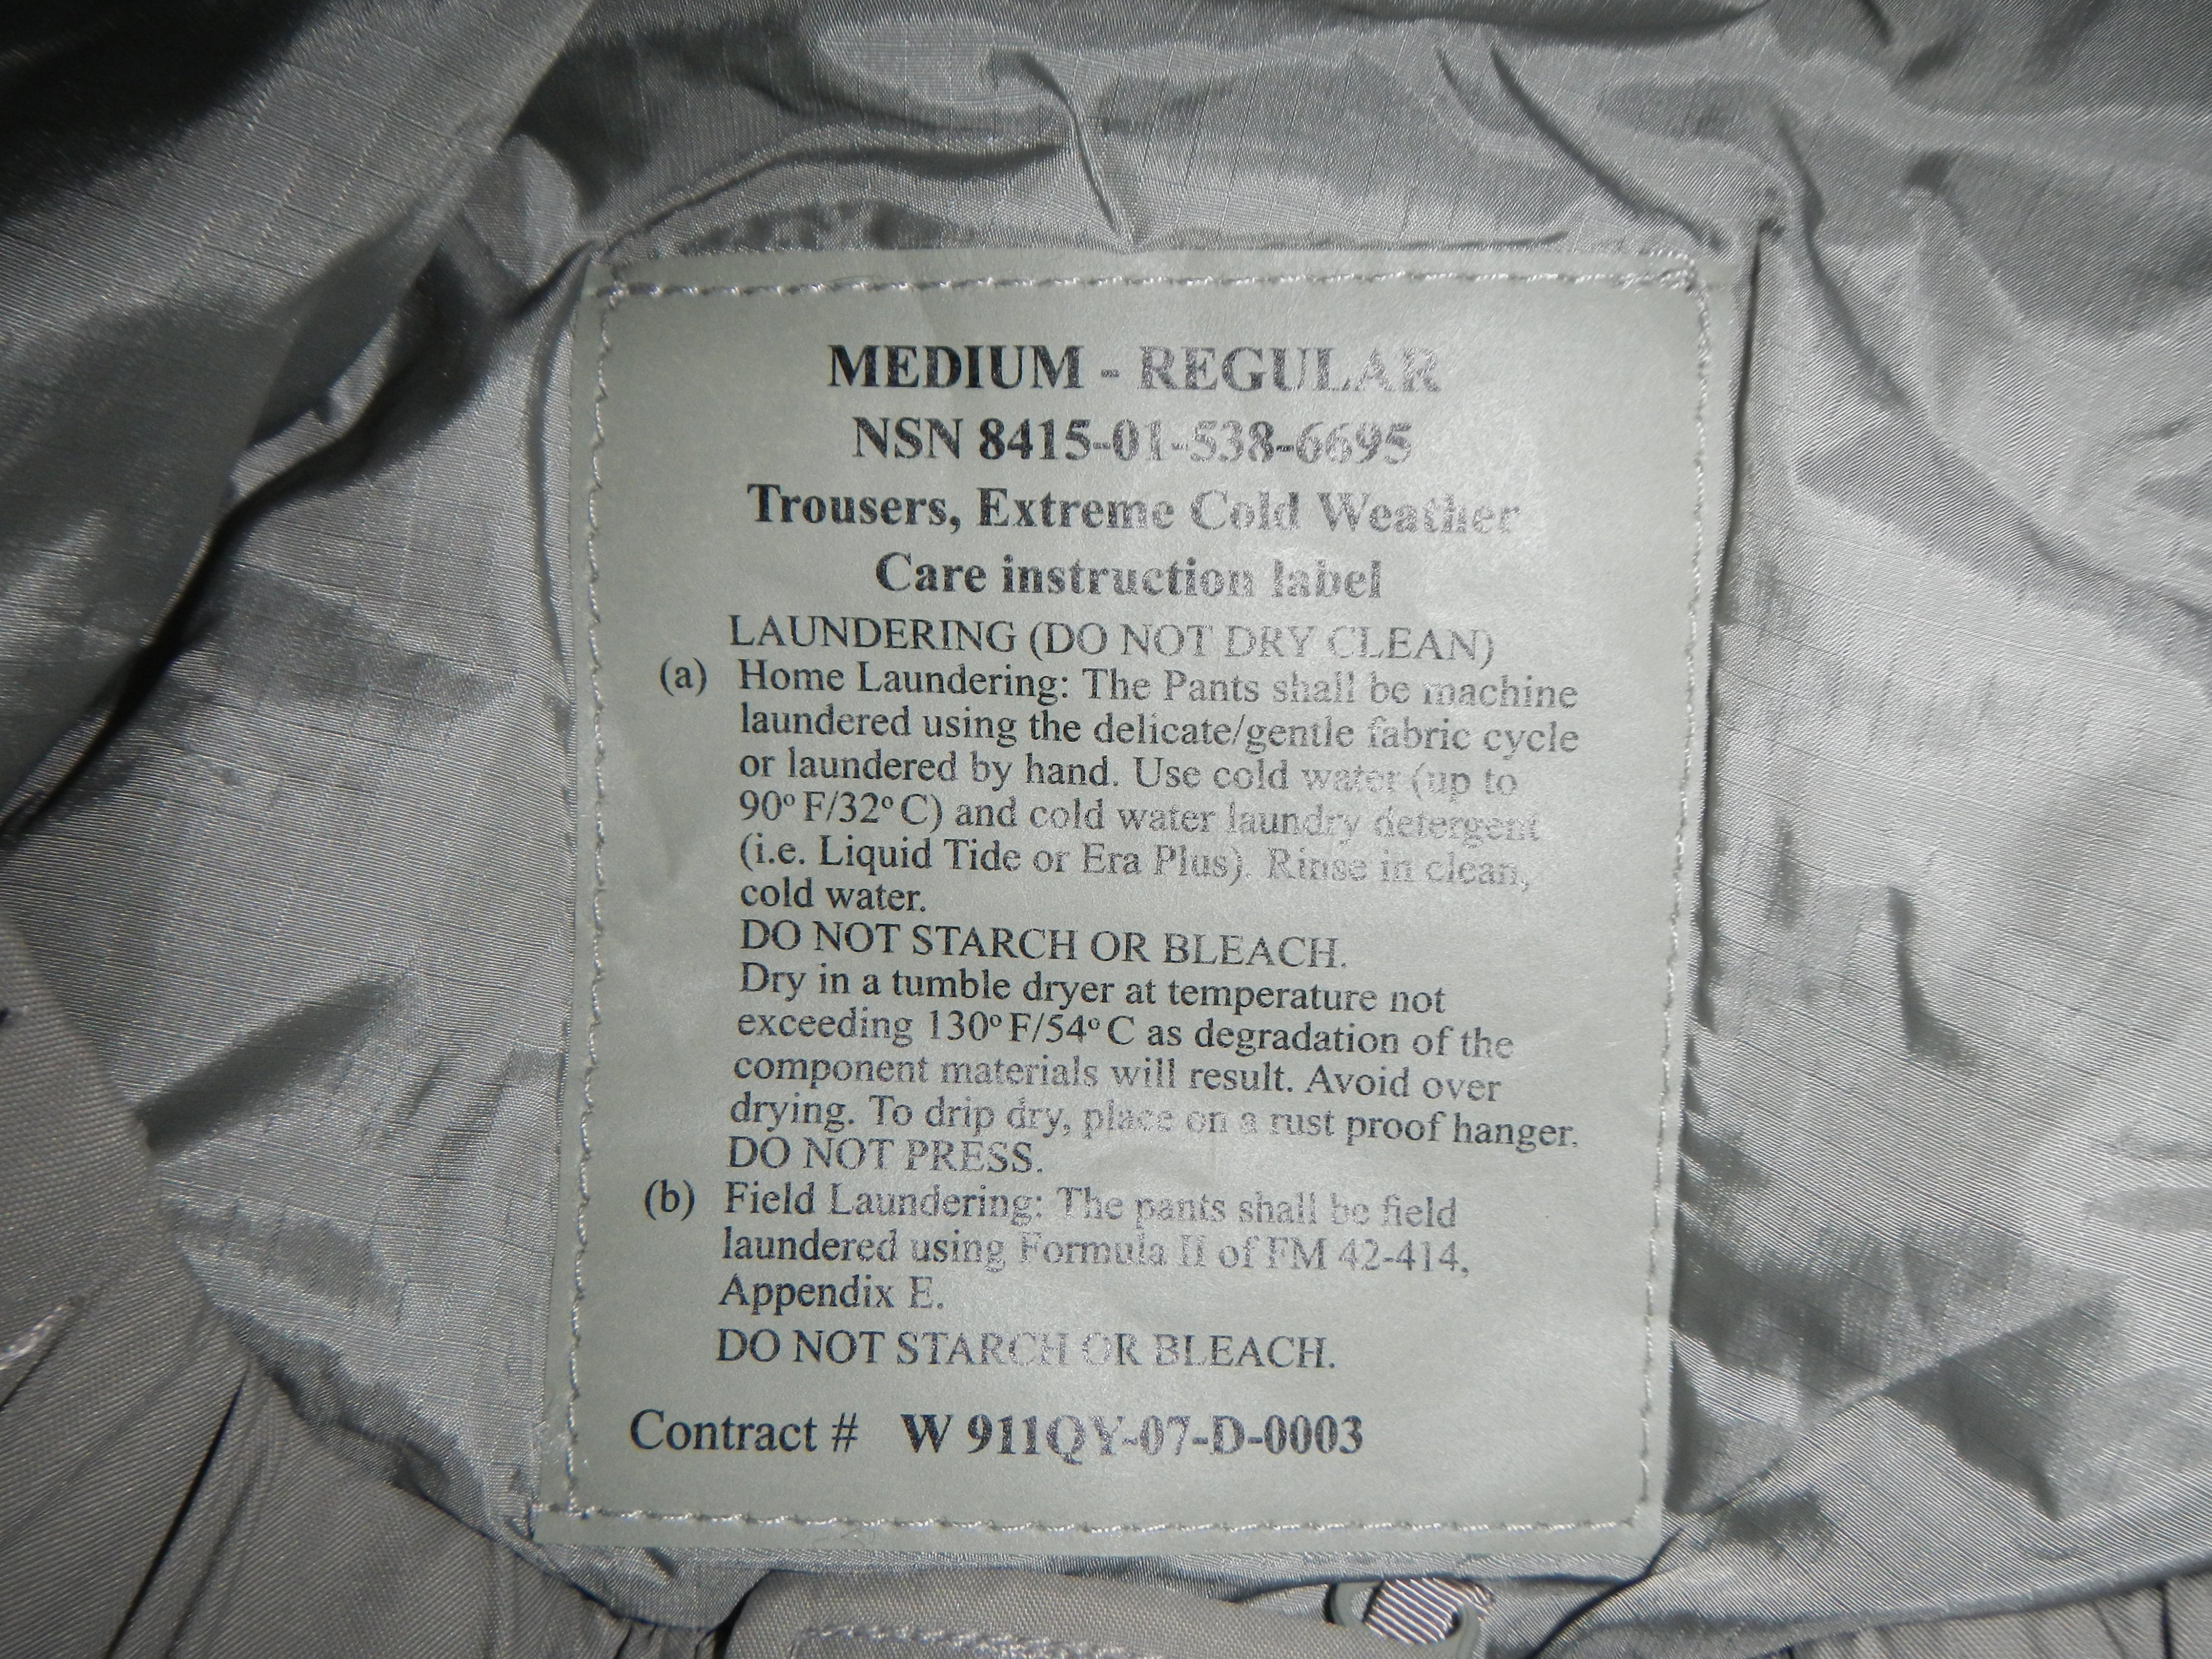 MEDIUM - REGULAR
NSN 8415-01-538-6695
Trousers, Extreme Cold Weather
Care instruction label
LAUNDERING (DO NOT DRY CLEAN)
(a) Home Laundering: The Pants shall be machine
laundered using the delicate/gentle fabric cycle
or laundered by hand. Use cold water (up to
90° F/32° C) and cold water laundry detergent
(i.e. Liquid Tide or Era Plus). Rinse in clean,
cold water.
DO NOT STARCH OR BLEACH.
Dry in a tumble dryer at temperature not
exceeding 130° F/54° C as degradation of the
component materials will result. Avoid over
drying. To drip dry, place on a rust proof hanger.
DO NOT PRESS.
(b) Field Laundering: The pants shall be field
laundered using Formula II of FM 42-414,
Appendix E.
DO NOT STARCH OR BLEACH.
Contract # W 911QY-07-D-0003